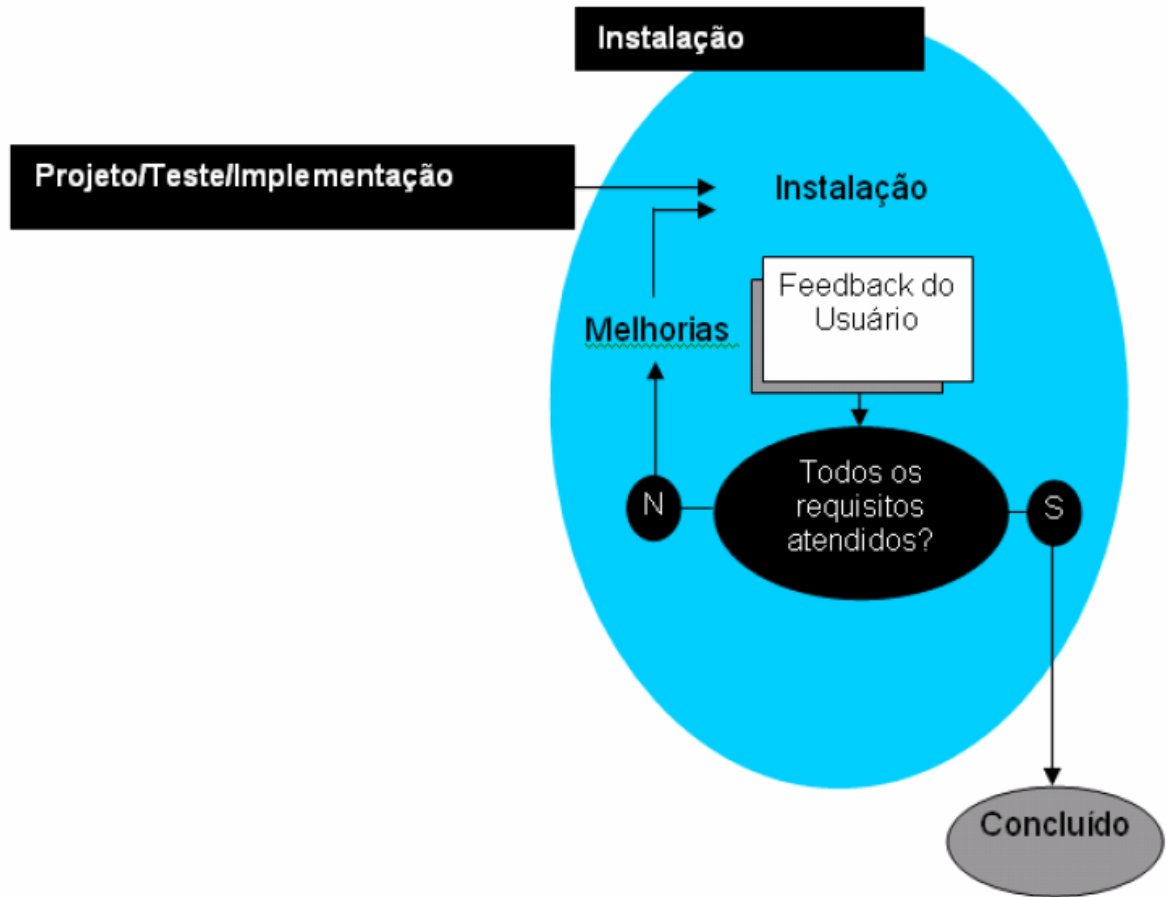 Instalação
Projeto/Teste/Implementação
Instalação
Feedback do
Usuário
Melhorias
Todos os
requisitos
atendidos?
N
S
Concluído